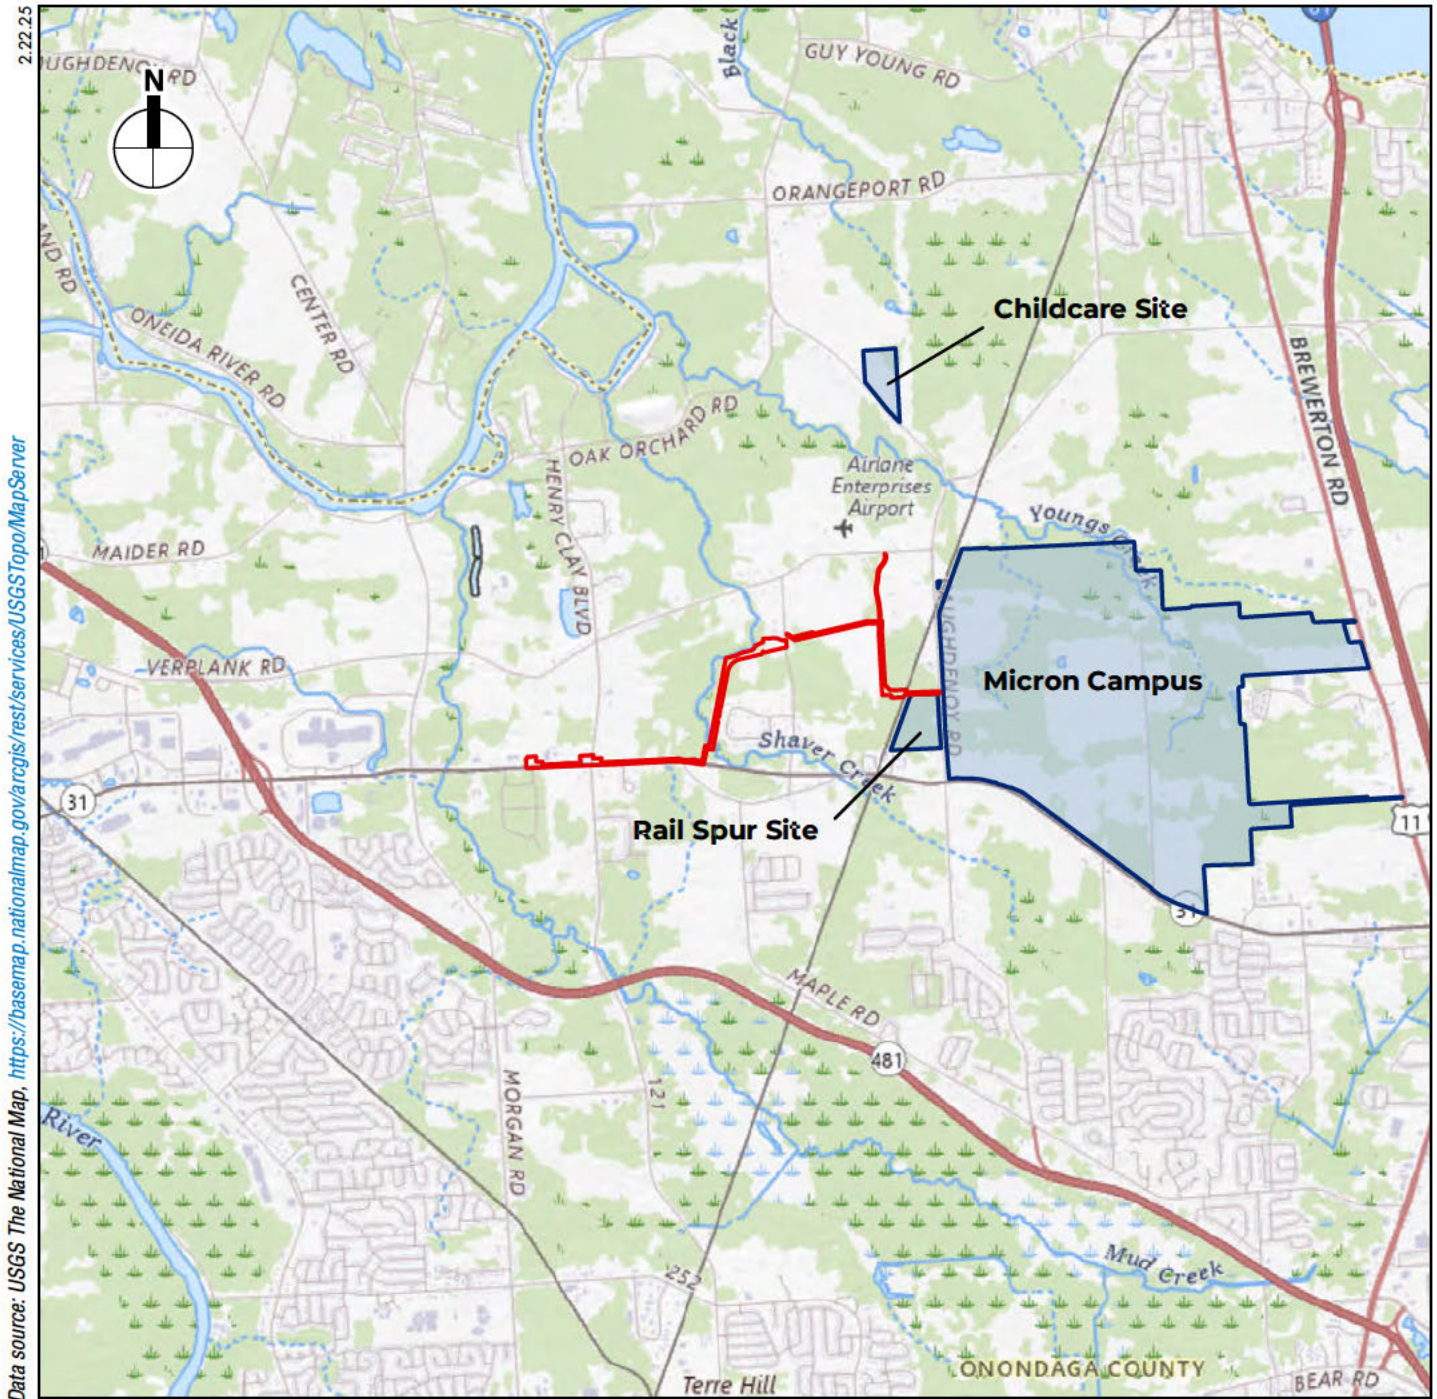 2.22.25
Data source: USGS The National Map, https://basemap.nationalmap.gov/arcgis/rest/services/USGSTopo/MapServer
N
Black
GUY YOUNG RD
ORANGEPORT RD
CENTER RD
ONEIDA RIVER RD
Childcare Site
BREWERTON RD
OAK ORCHARD RD
HENRY CLAY BLVD
Airlane
Enterprises
Airport
Youngs Creek
MAIDER RD
VERPLANK RD
Micron Campus
Shaver Creek
31
Rail Spur Site
11
31
MAPLE RD
481
MORGAN RD
121
River
Mud Creek
252
ONONDAGA COUNTY
Terre Hill
BEAR RD